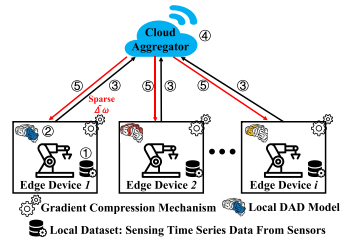 Cloud
Aggregator
④
⑤ ③ ⑤ ③ ⑤ ③
Sparse
②
①
Edge Device 1
Edge Device 2
Edge Device i
Gradient Compression Mechanism
Local DAD Model
Local Dataset: Sensing Time Series Data From Sensors